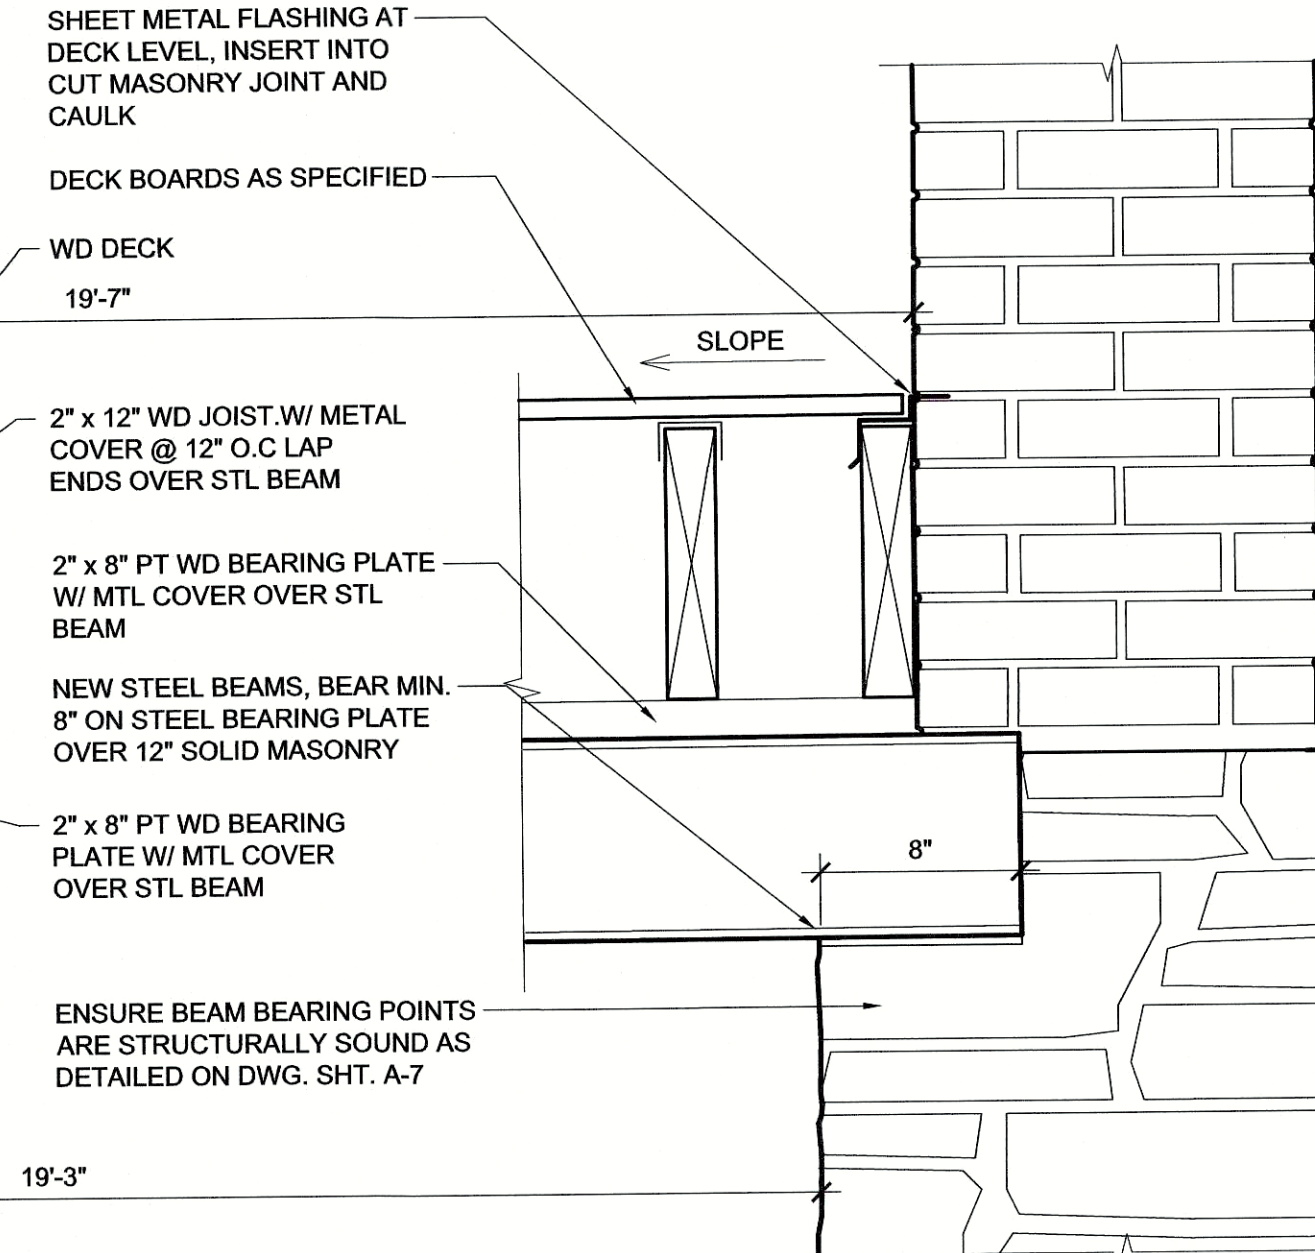 SHEET METAL FLASHING AT
DECK LEVEL, INSERT INTO
CUT MASONRY JOINT AND
CAULK
DECK BOARDS AS SPECIFIED
WD DECK
19'-7"
SLOPE
2" x 12" WD JOIST.W/ METAL
COVER @ 12" O.C LAP
ENDS OVER STL BEAM
2" x 8" PT WD BEARING PLATE
W/ MTL COVER OVER STL
BEAM
NEW STEEL BEAMS, BEAR MIN.
8" ON STEEL BEARING PLATE
OVER 12" SOLID MASONRY
2" x 8" PT WD BEARING
PLATE W/ MTL COVER
OVER STL BEAM
8"
ENSURE BEAM BEARING POINTS
ARE STRUCTURALLY SOUND AS
DETAILED ON DWG. SHT. A-7
19'-3"